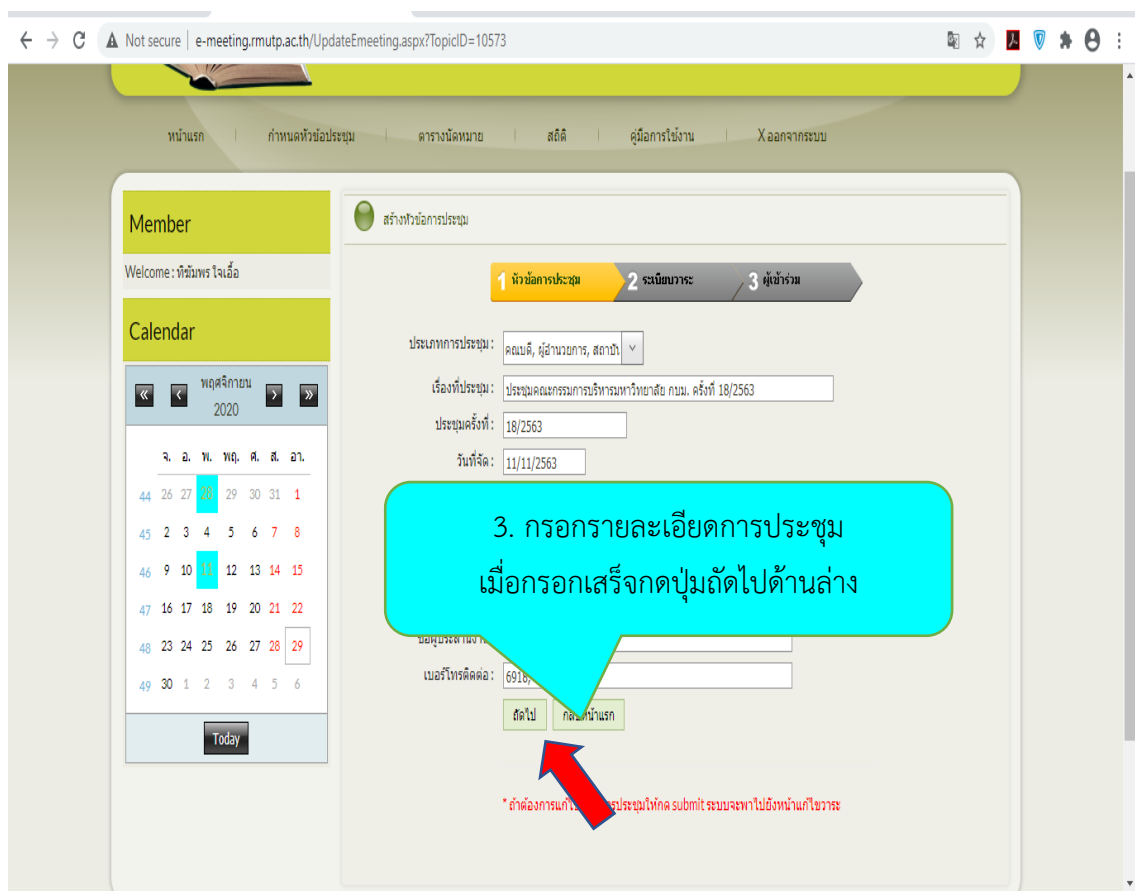 Not secure | e-meeting.rmutp.ac.th/UpdateEmeeting.aspx?TopicID=10573
หน้าแรก | กำหนดหัวข้อประชุม | ตารางนัดหมาย | สถิติ | คู่มือการใช้งาน | X ออกจากระบบ
Member
Welcome : ทิฆัมพร ใจเอื้อ
Calendar
« ‹ พฤศจิกายน 2020 › »
จ. อ. พ. พฤ. ศ. ส. อา.
44 26 27 28 29 30 31 1
45 2 3 4 5 6 7 8
46 9 10 11 12 13 14 15
47 16 17 18 19 20 21 22
48 23 24 25 26 27 28 29
49 30 1 2 3 4 5 6
Today
สร้างหัวข้อการประชุม
1 หัวข้อการประชุม 2 ระเบียบวาระ 3 ผู้เข้าร่วม
ประเภทการประชุม : คณบดี, ผู้อำนวยการ, สถาบัน
เรื่องที่ประชุม : ประชุมคณะกรรมการบริหารมหาวิทยาลัย กบม. ครั้งที่ 18/2563
ประชุมครั้งที่ : 18/2563
วันที่จัด : 11/11/2563
3. กรอกรายละเอียดการประชุม
เมื่อกรอกเสร็จกดปุ่มถัดไปด้านล่าง
เบอร์โทรติดต่อ : 6918,
ถัดไป
* ถ้าต้องการแก้ ประชุมให้กด submit ระบบจะพาไปยังหน้าแก้ไขวาระ